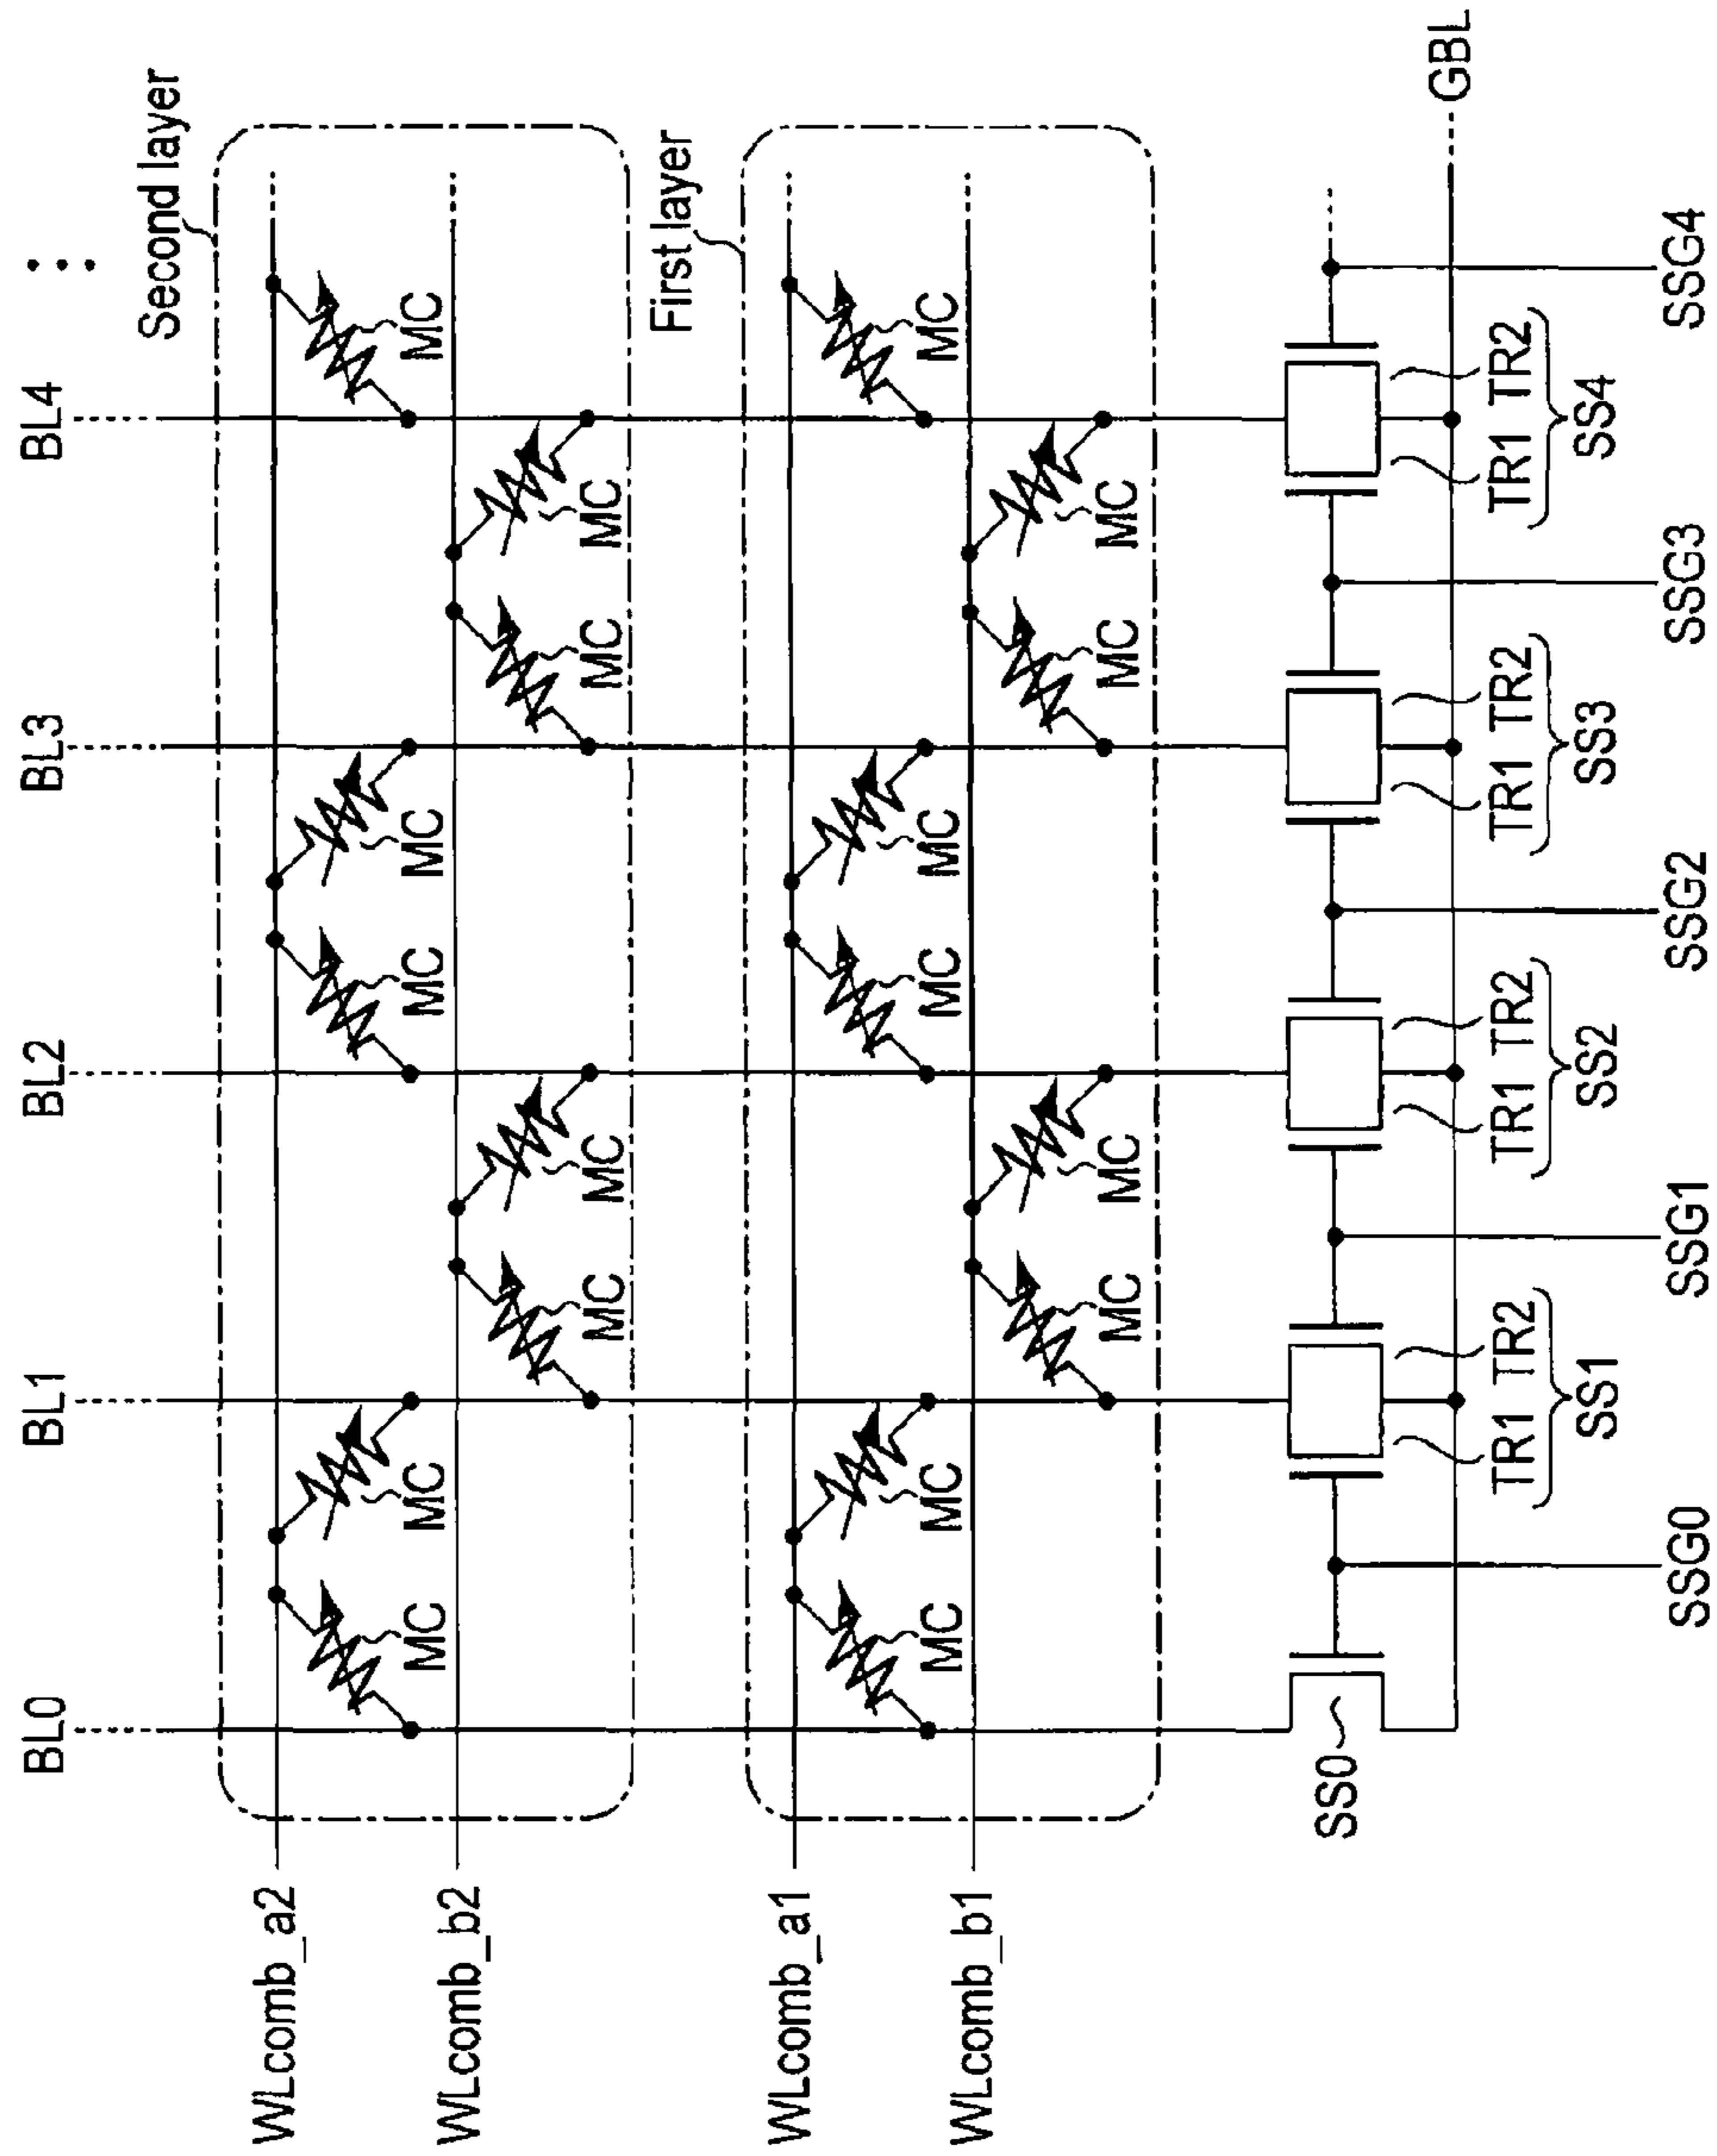 BL0 BL1 BL2 BL3 BL4 ...
Second layer
WLcomb_a2
MC MC MC MC MC
WLcomb_b2
MC MC MC MC
First layer
WLcomb_a1
MC MC MC MC MC
WLcomb_b1
MC MC MC MC
SS0
GBL
TR1 TR2 TR1 TR2 TR1 TR2 TR1 TR2
SS1 SS2 SS3 SS4
SSG0 SSG1 SSG2 SSG3 SSG4